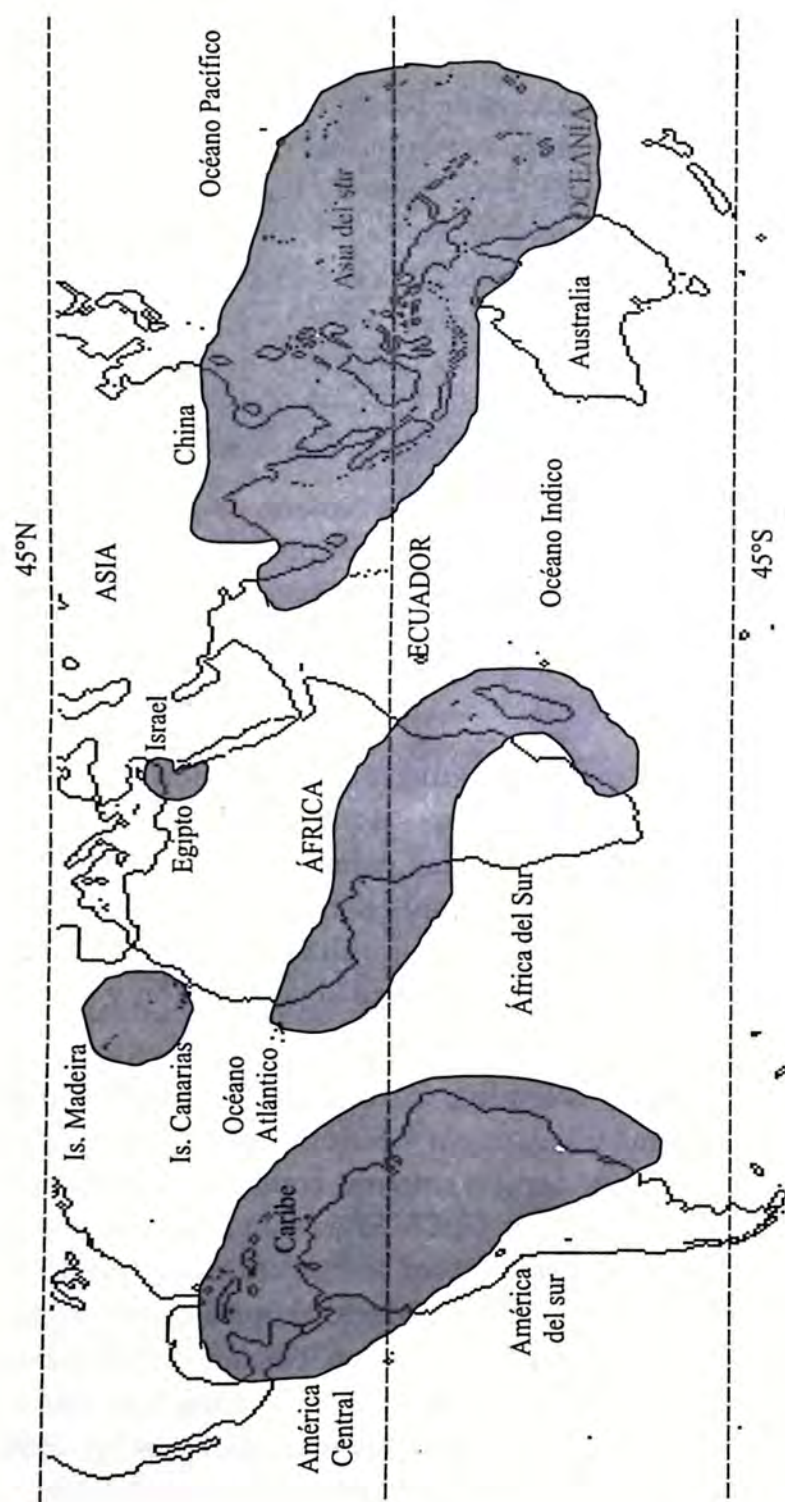 45°N
45°S
Océano Pacífico
Asia del sur
OCEANÍA
China
Australia
ASIA
œECUADOR
Océano Indico
Israel
Egipto
ÁFRICA
África del Sur
Is. Madeira
Is. Canarias
Océano
Atlántico
Caribe
América
Central
América
del sur